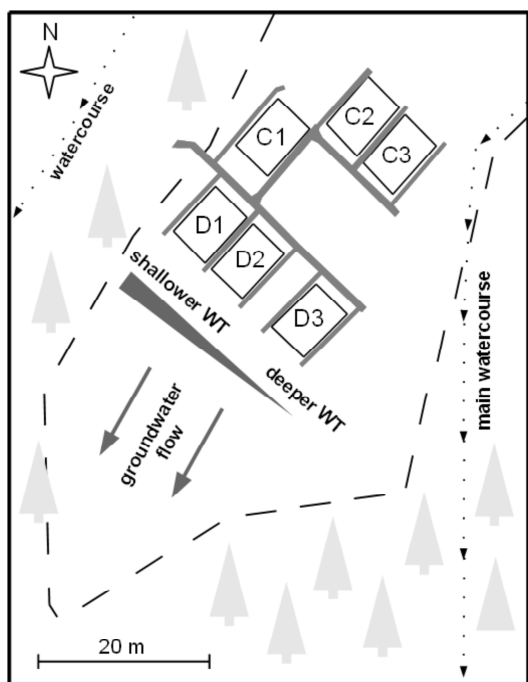 N
watercourse
C1
C2
C3
D1
D2
D3
shallower WT
deeper WT
groundwater
flow
main watercourse
20 m